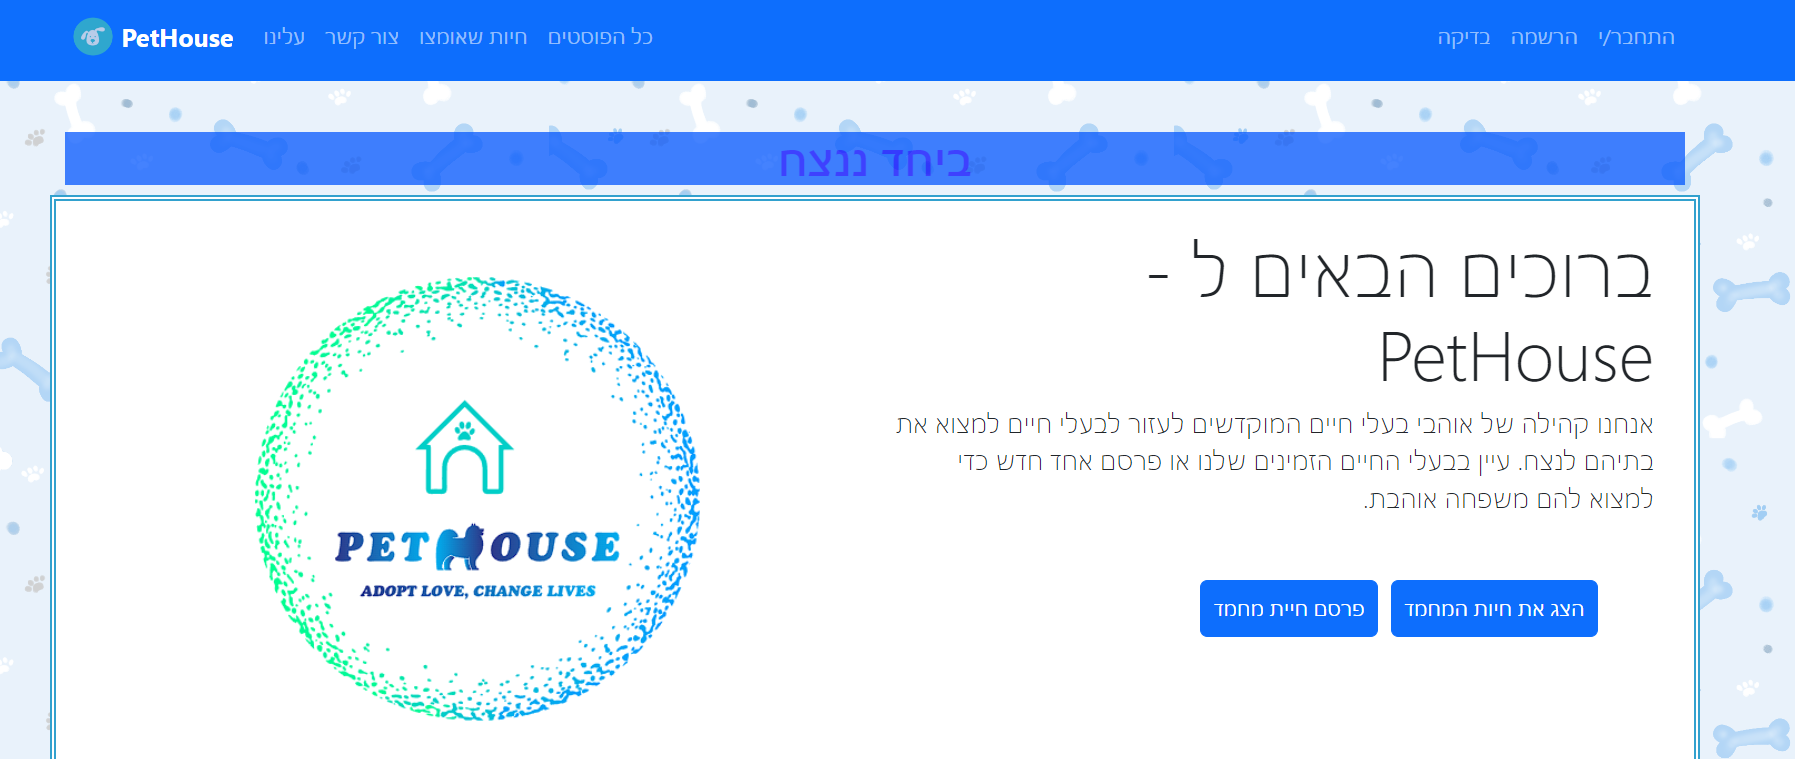 PetHouse
עלינו
צור קשר
חיות שאומצו
כל הפוסטים
בדיקה
הרשמה
התחבר/י
ביחד ננצח
ברוכים הבאים ל -
PetHouse
אנחנו קהילה של אוהבי בעלי חיים המוקדשים לעזור לבעלי חיים למצוא את
בתיהם לנצח. עיין בבעלי החיים הזמינים שלנו או פרסם אחד חדש כדי
למצוא להם משפחה אוהבת.
הצג את חיות המחמד
פרסם חיית מחמד
PETHOUSE
ADOPT LOVE, CHANGE LIVES